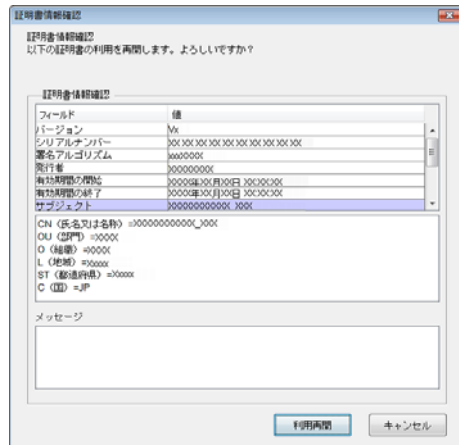 証明書情報確認
証明書情報確認
以下の証明書の利用を再開します。よろしいですか?
証明書情報確認
フィールド 値
バージョン Vx
シリアルナンバー XX XX XX XX XX XX XX XX XX XX
署名アルゴリズム xxxXXXXX
発行者 XXXXXXXX
有効期間の開始 XXXX年XX月XX日 XX:XX:XX
有効期間の終了 XXXX年XX月XX日 XX:XX:XX
サブジェクト XXXXXXXXXXX XXX
CN(氏名又は名称)=XXXXXXXXXXX_XXX
OU(部門)=XXXX
O(組織)=XXXX
L(地域)=Xxxxx
ST(都道府県)=Xxxxx
C(国)=JP
メッセージ
利用再開 キャンセル